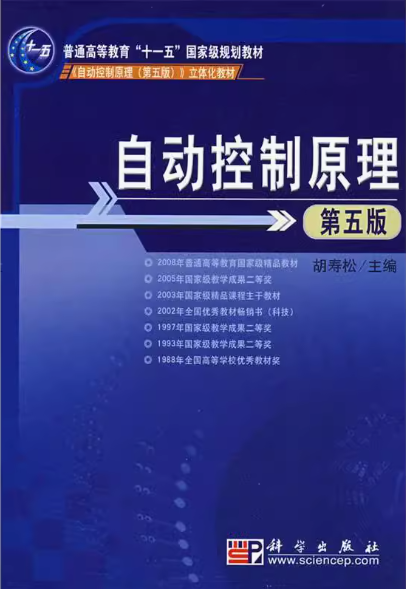 十一五
普通高等教育“十一五”国家级规划教材
《自动控制原理（第五版）》立体化教材
自动控制原理
第五版
胡寿松/主编
2008年普通高等教育国家级精品教材
2005年国家级教学成果二等奖
2003年国家级精品课程主干教材
2002年全国优秀教材畅销书（科技）
1997年国家级教学成果二等奖
1993年国家级教学成果二等奖
1988年全国高等学校优秀教材奖
科学出版社
www.sciencep.com